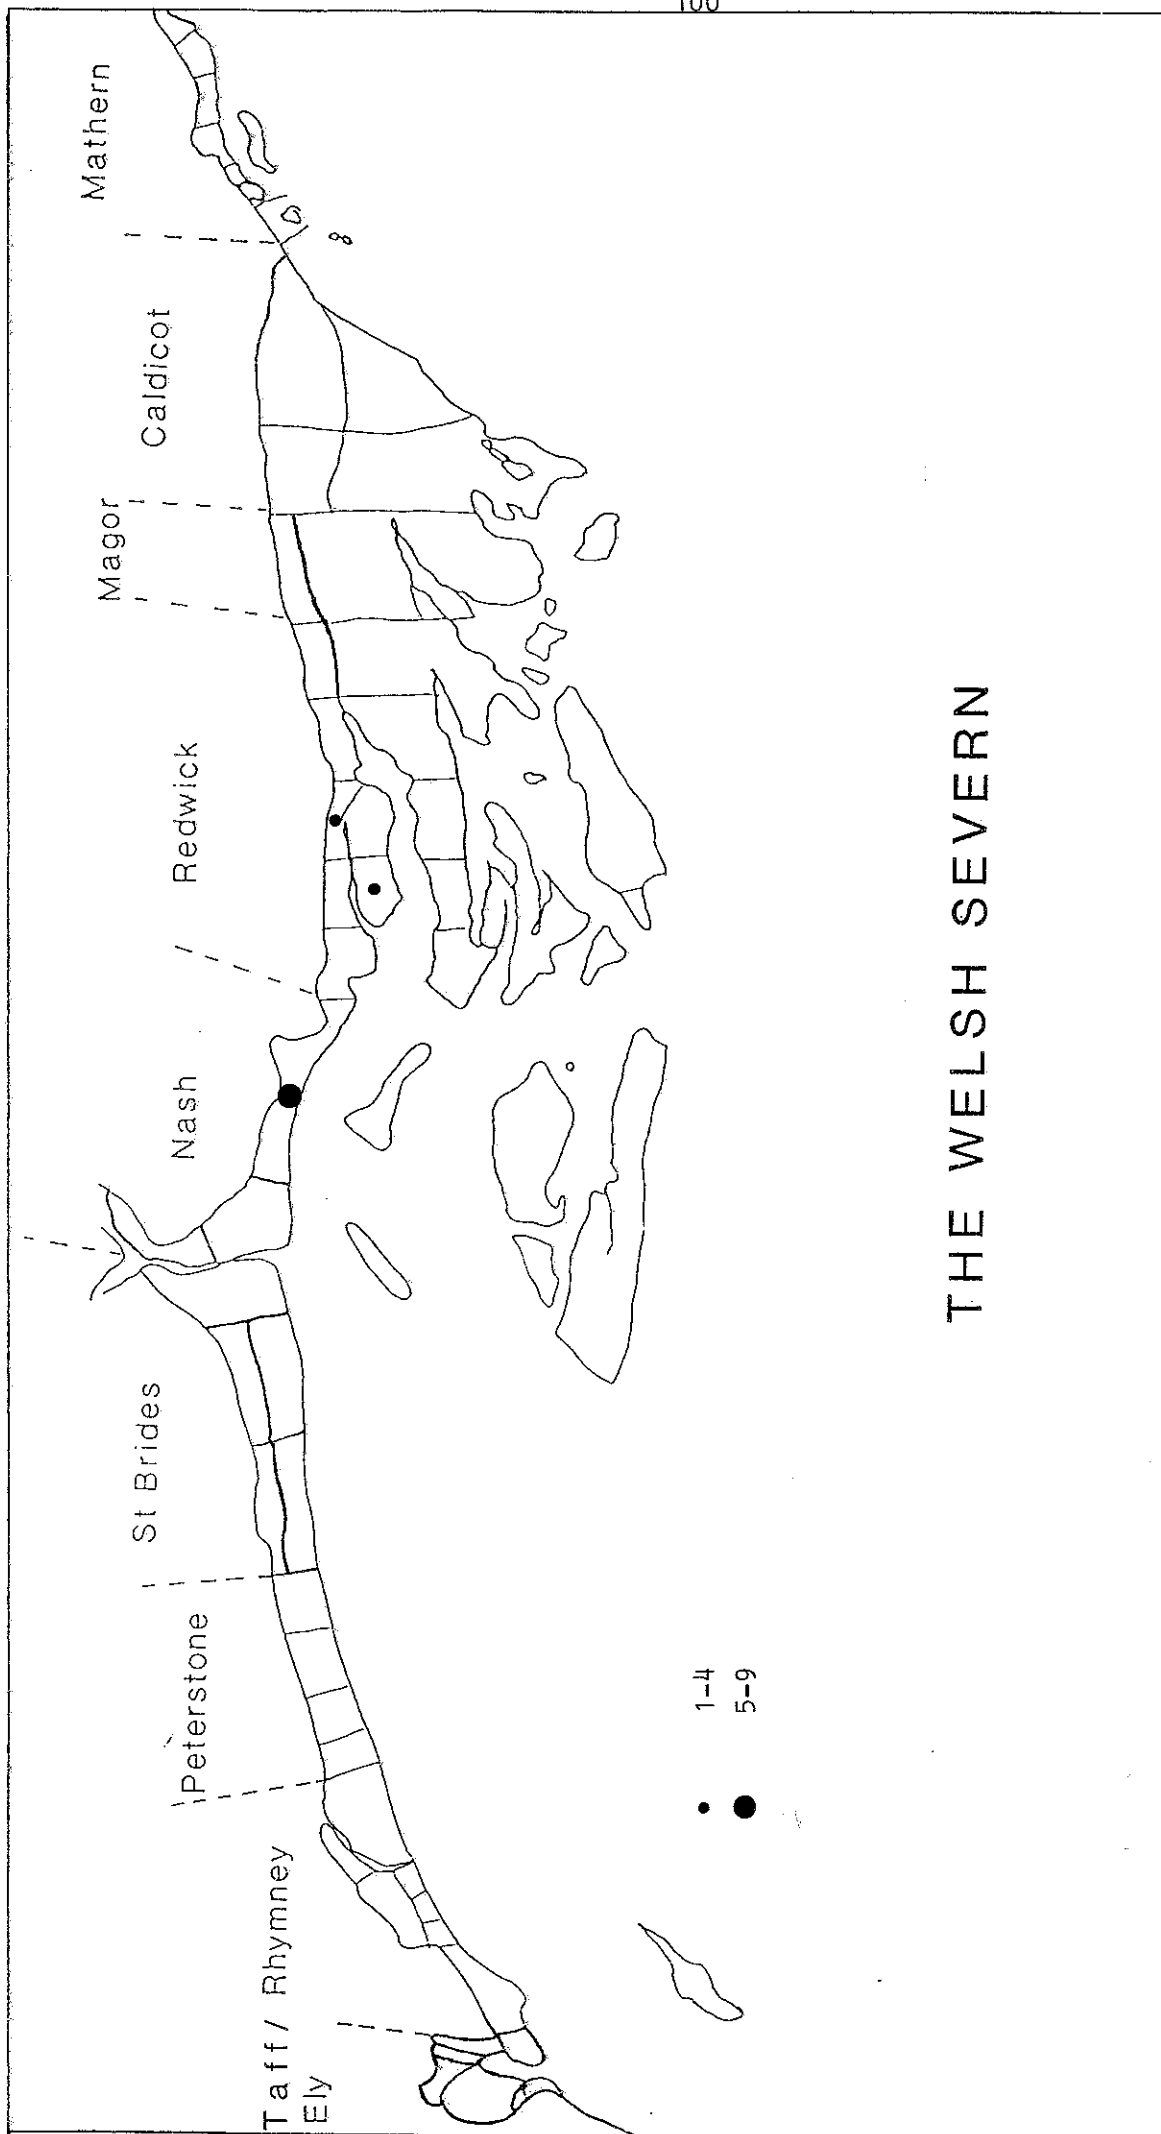 100
Taff / Rhymney
Ely
Peterstone
St Brides
Nash
Redwick
Magor
Caldicot
Mathern
1-4
5-9
THE WELSH SEVERN